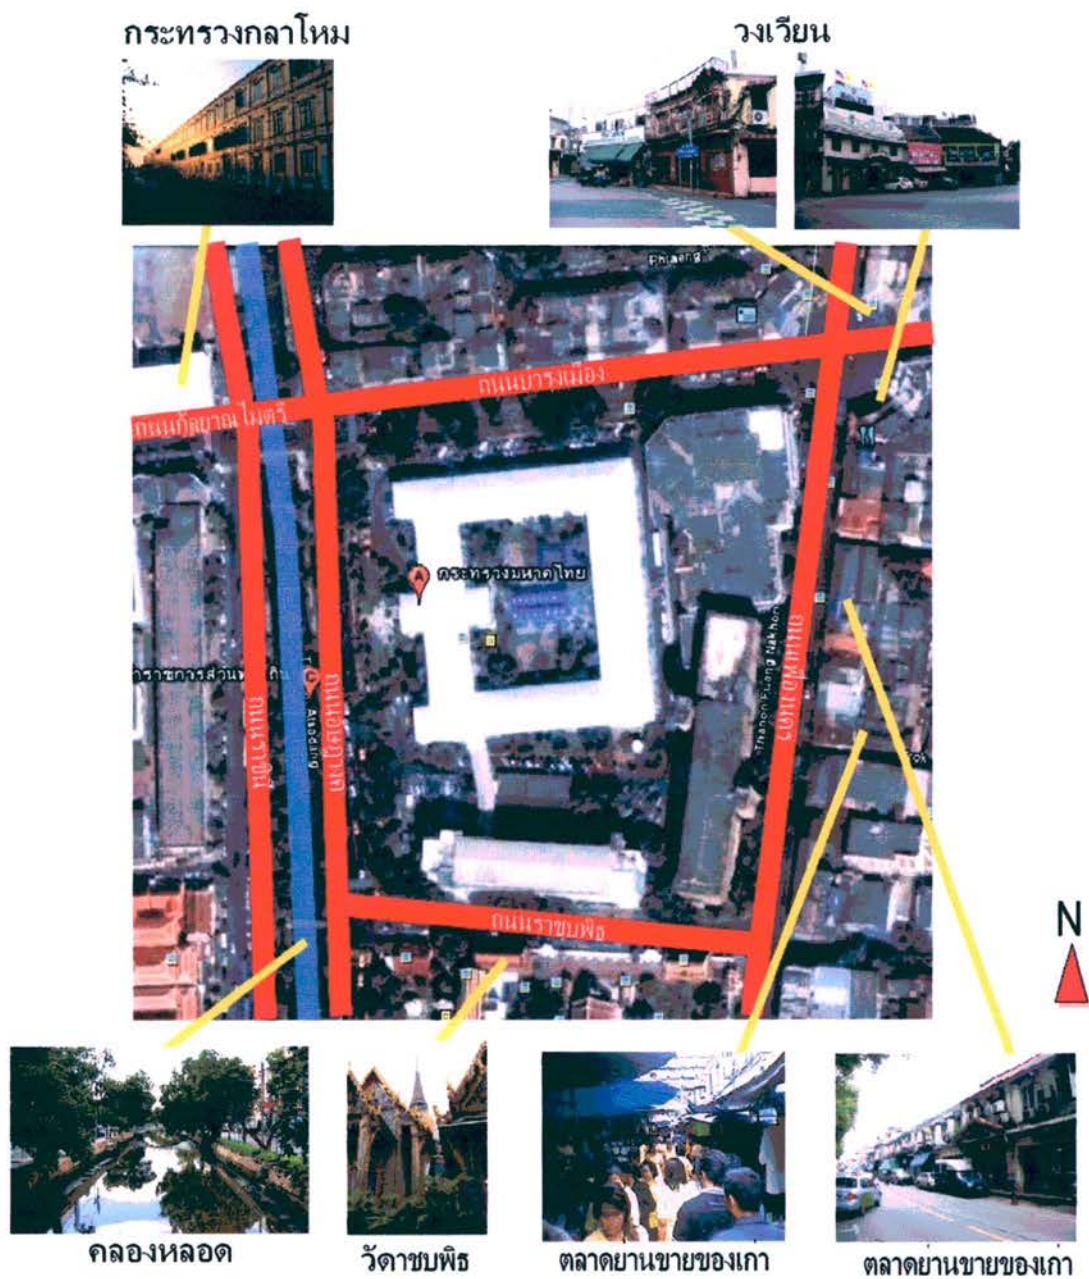 กระทรวงกลาโหม
วงเวียน
Phraeng
ถนนบำรุงเมือง
ถนนกัลยาณไมตรี
M
A กระทรวงมหาดไทย
ถนนเฟื่องนคร
Thanon Fuang Nakhon
ถนนราชินี
Atsadang
ถนนอัษฎางค์
ถนนราชบพิธ
N
คลองหลอด
วัดาชบพิธ
ตลาดย่านขายของเก่า
ตลาดย่านขายของเก่า